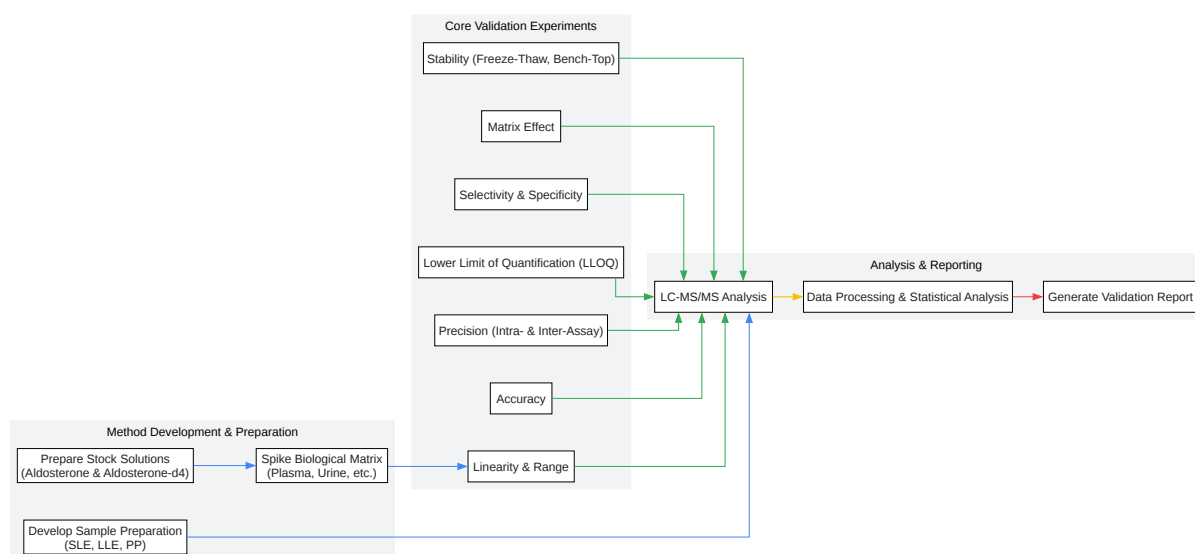 Core Validation Experiments
Stability (Freeze-Thaw, Bench-Top)
Matrix Effect
Selectivity & Specificity
Lower Limit of Quantification (LLOQ)
Precision (Intra- & Inter-Assay)
Accuracy
Linearity & Range
Analysis & Reporting
LC-MS/MS Analysis
Data Processing & Statistical Analysis
Generate Validation Report
Method Development & Preparation
Prepare Stock Solutions
(Aldosterone & Aldosterone-d4)
Spike Biological Matrix
(Plasma, Urine, etc.)
Develop Sample Preparation
(SLE, LLE, PP)